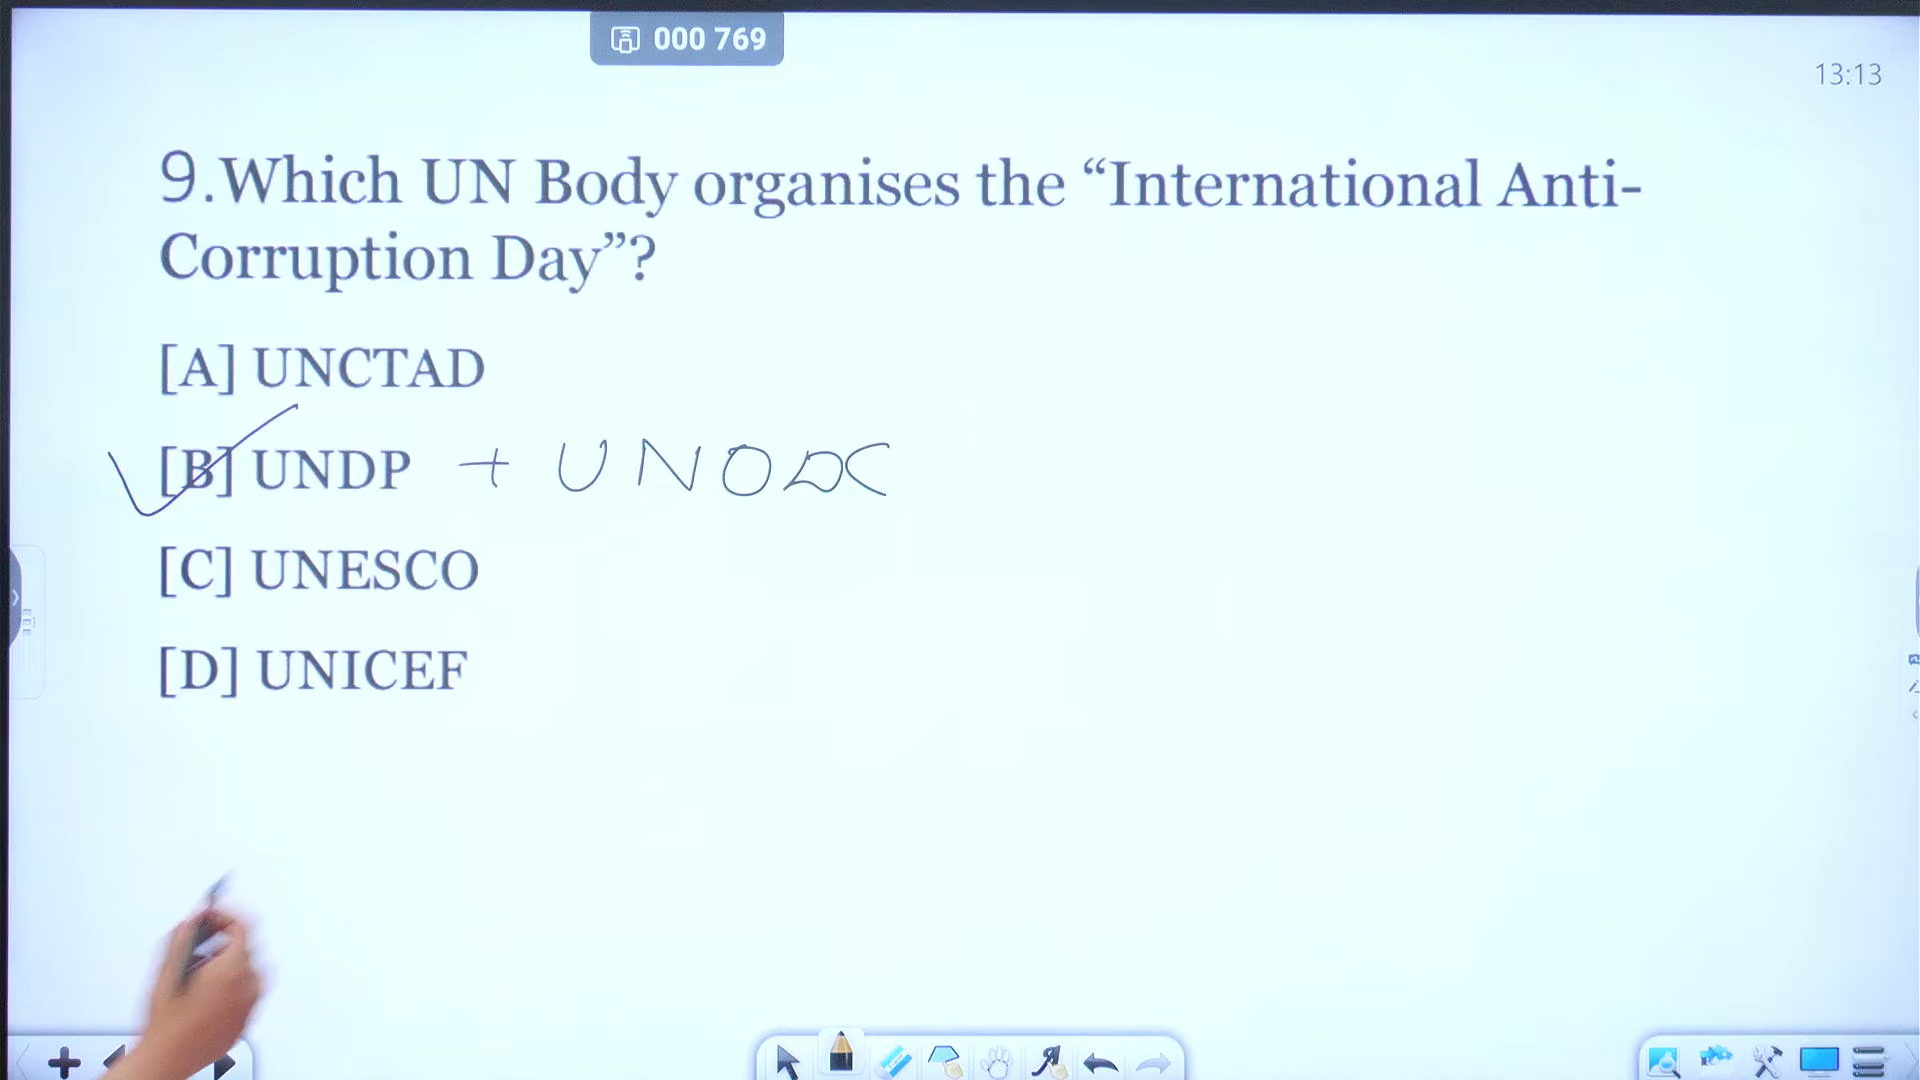 000 769
13:13
9.Which UN Body organises the “International Anti-
Corruption Day”?
[A] UNCTAD
[B] UNDP + UNODC
[C] UNESCO
[D] UNICEF